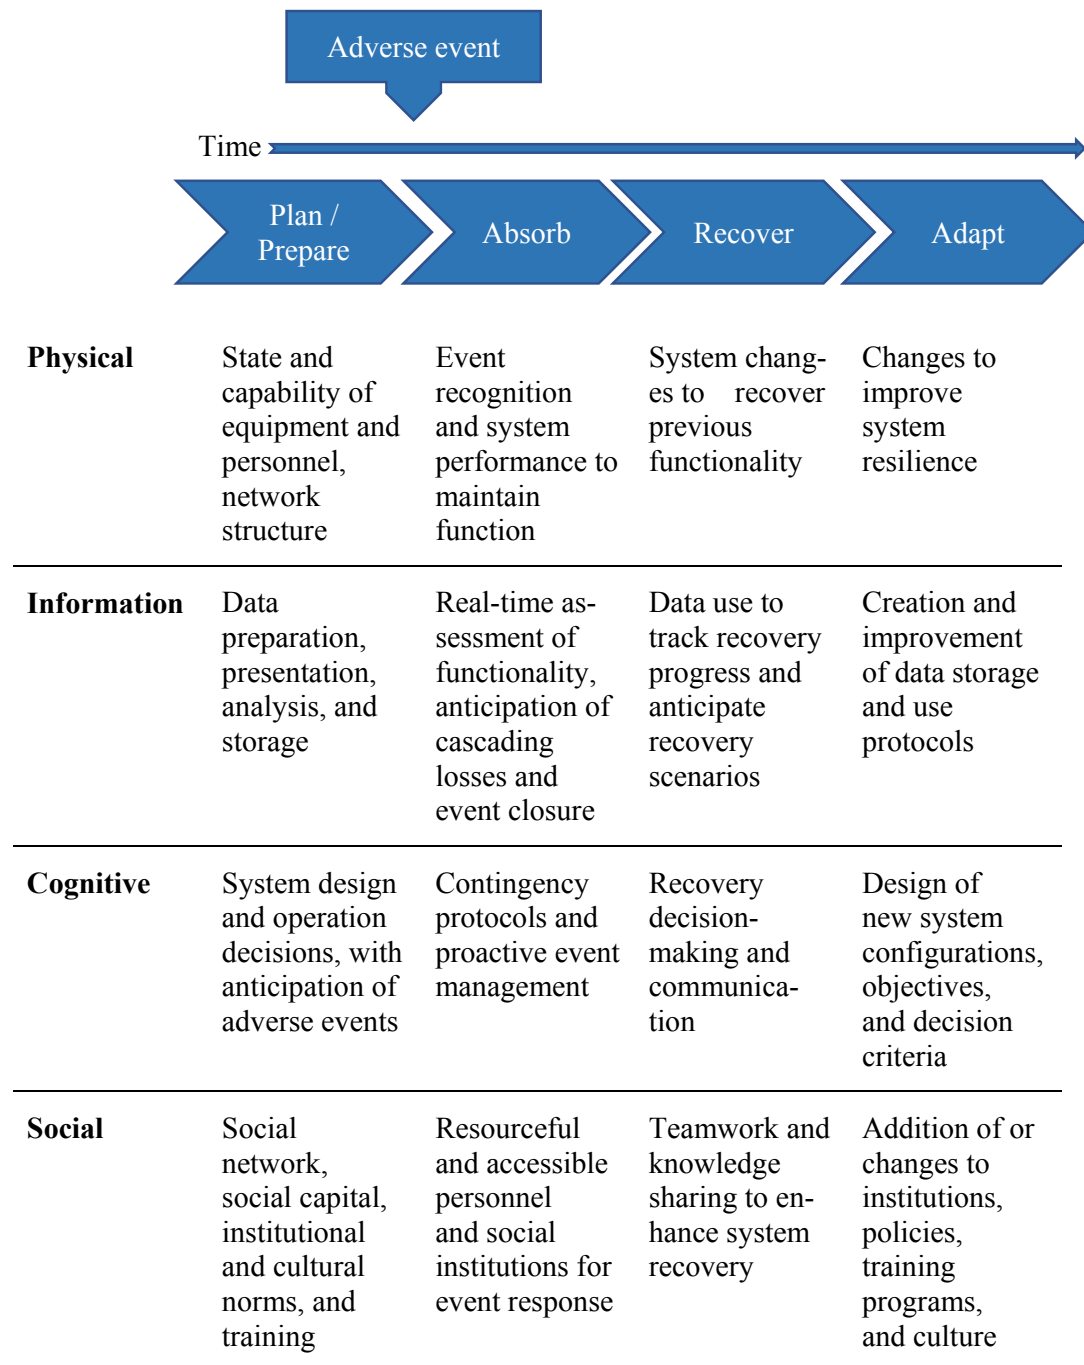 Adverse event
Time
Plan /
Prepare
Absorb
Recover
Adapt
Physical
State and
capability of
equipment and
personnel,
network
structure
Event
recognition
and system
performance to
maintain
function
System chang-
es to recover
previous
functionality
Changes to
improve
system
resilience
Information
Data
preparation,
presentation,
analysis, and
storage
Real-time as-
sessment of
functionality,
anticipation of
cascading
losses and
event closure
Data use to
track recovery
progress and
anticipate
recovery
scenarios
Creation and
improvement
of data storage
and use
protocols
Cognitive
System design
and operation
decisions, with
anticipation of
adverse events
Contingency
protocols and
proactive event
management
Recovery
decision-
making and
communica-
tion
Design of
new system
configurations,
objectives,
and decision
criteria
Social
Social
network,
social capital,
institutional
and cultural
norms, and
training
Resourceful
and accessible
personnel
and social
institutions for
event response
Teamwork and
knowledge
sharing to en-
hance system
recovery
Addition of or
changes to
institutions,
policies,
training
programs,
and culture